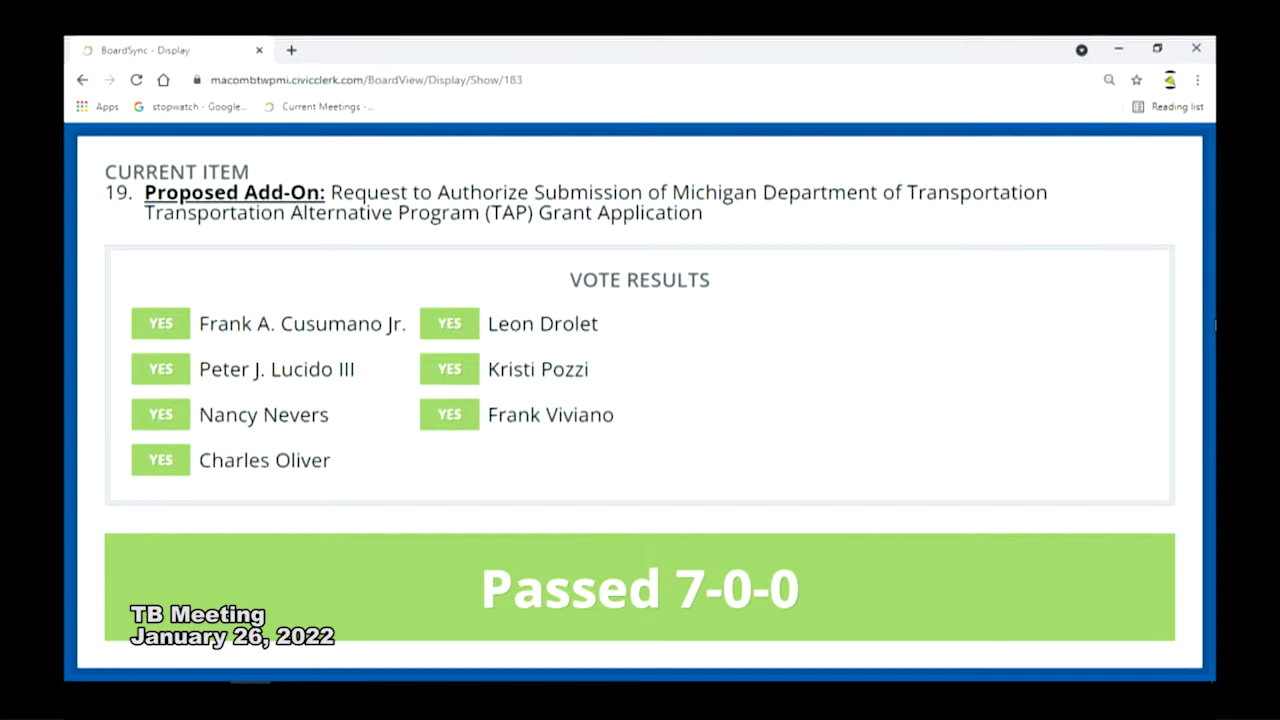 BoardSync - Display
macombtwpmi.civicclerk.com/BoardView/Display/Show/183
Apps stopwatch - Google... Current Meetings -... Reading list
CURRENT ITEM
19. Proposed Add-On: Request to Authorize Submission of Michigan Department of Transportation
Transportation Alternative Program (TAP) Grant Application
VOTE RESULTS
YES Frank A. Cusumano Jr. YES Leon Drolet
YES Peter J. Lucido III YES Kristi Pozzi
YES Nancy Nevers YES Frank Viviano
YES Charles Oliver
Passed 7-0-0
TB Meeting
January 26, 2022